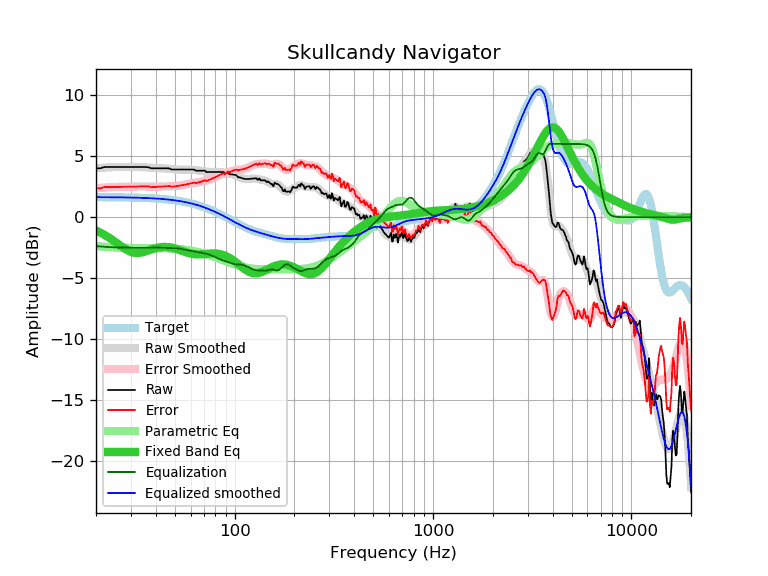 Skullcandy Navigator
Amplitude (dBr)
10
5
0
−5
−10
−15
−20
Target
Raw Smoothed
Error Smoothed
Raw
Error
Parametric Eq
Fixed Band Eq
Equalization
Equalized smoothed
100
1000
10000
Frequency (Hz)